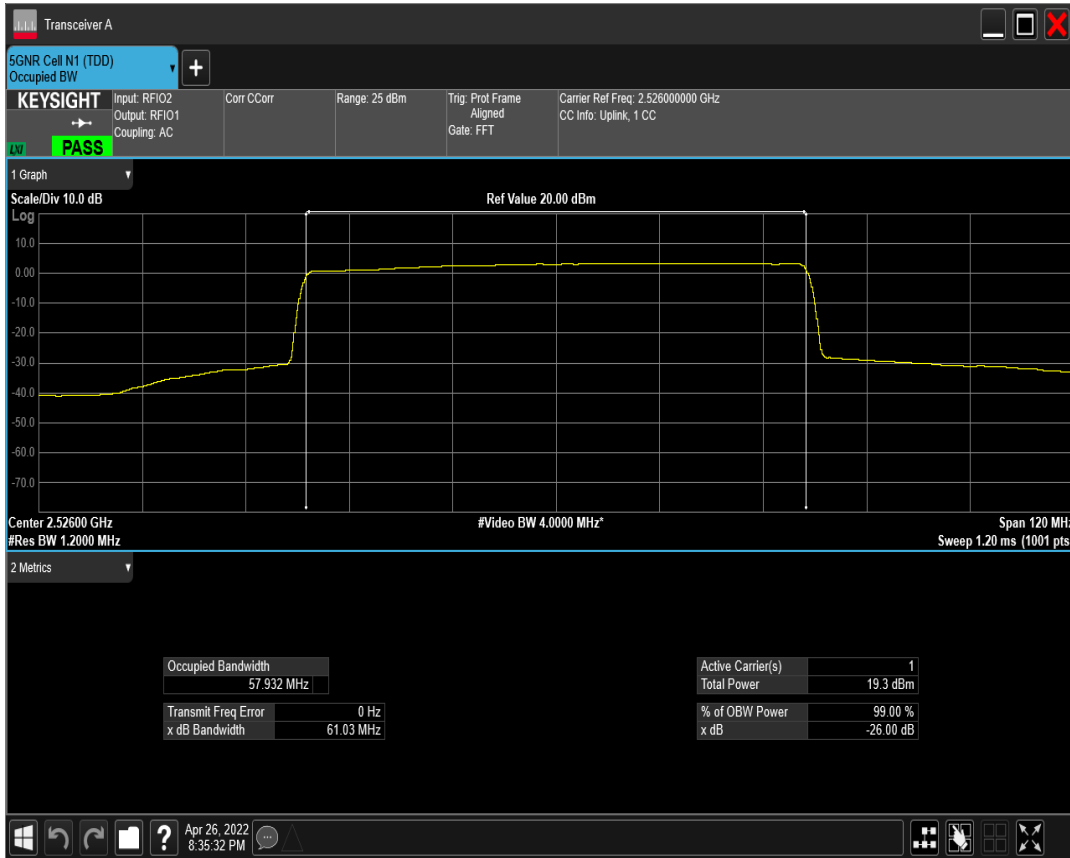 Transceiver A
5GNR Cell N1 (TDD)
Occupied BW
KEYSIGHT
LXI
PASS
Input: RFIO2
Output: RFIO1
Coupling: AC
Corr CCorr
Range: 25 dBm
Trig: Prot Frame
Aligned
Gate: FFT
Carrier Ref Freq: 2.526000000 GHz
CC Info: Uplink, 1 CC
1 Graph
Scale/Div 10.0 dB
Ref Value 20.00 dBm
Log
10.0
0.00
-10.0
-20.0
-30.0
-40.0
-50.0
-60.0
-70.0
Center 2.52600 GHz
#Video BW 4.0000 MHz*
Span 120 MHz
#Res BW 1.2000 MHz
Sweep 1.20 ms (1001 pts
2 Metrics
Occupied Bandwidth
57.932 MHz
Transmit Freq Error 0 Hz
x dB Bandwidth 61.03 MHz
Active Carrier(s) 1
Total Power 19.3 dBm
% of OBW Power 99.00 %
x dB -26.00 dB
?
Apr 26, 2022
8:35:32 PM